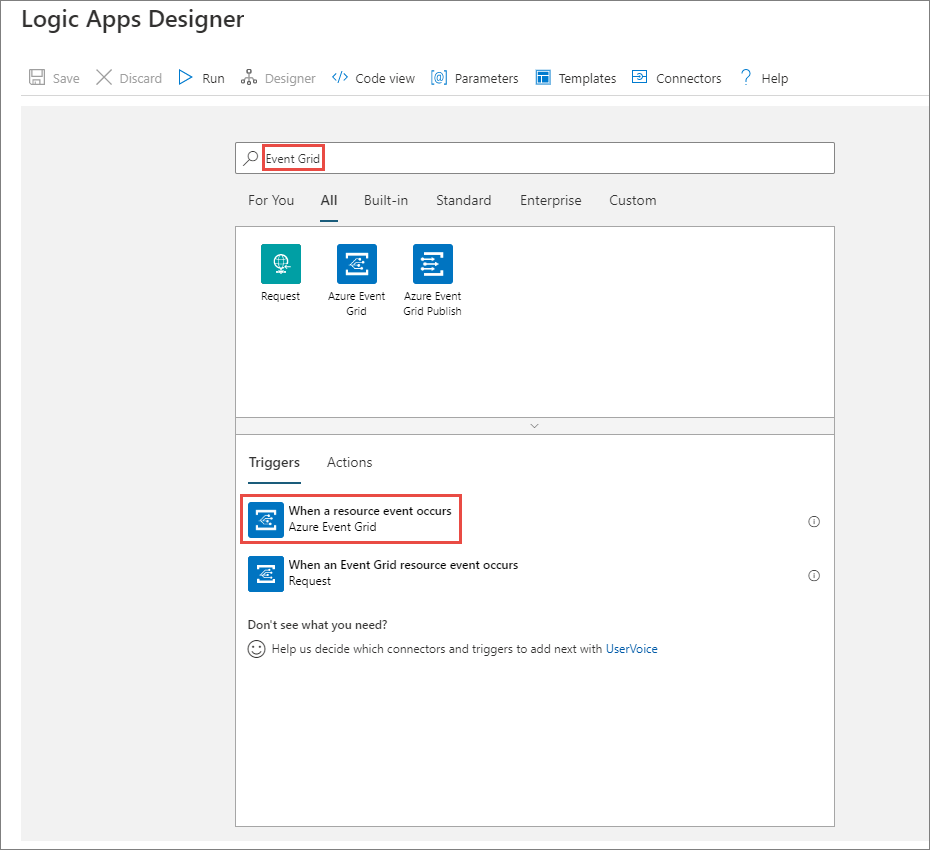 Logic Apps Designer
Save Discard Run Designer Code view Parameters Templates Connectors ? Help
Event Grid
For You All Built-in Standard Enterprise Custom
Request Azure Event Azure Event
Grid Grid Publish
Triggers Actions
When a resource event occurs
Azure Event Grid
When an Event Grid resource event occurs
Request
Don't see what you need?
Help us decide which connectors and triggers to add next with UserVoice